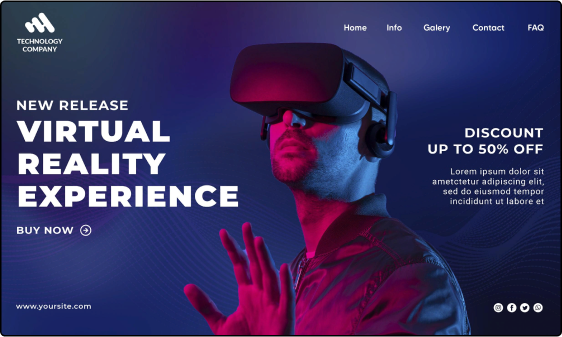 TECHNOLOGY
COMPANY
Home Info Galery Contact FAQ
NEW RELEASE
VIRTUAL
REALITY
EXPERIENCE
BUY NOW
DISCOUNT
UP TO 50% OFF
Lorem ipsum dolor sit
ametctetur adipiscing elit,
sed do eiusmod tempor
incididunt ut labore et
www.yoursite.com